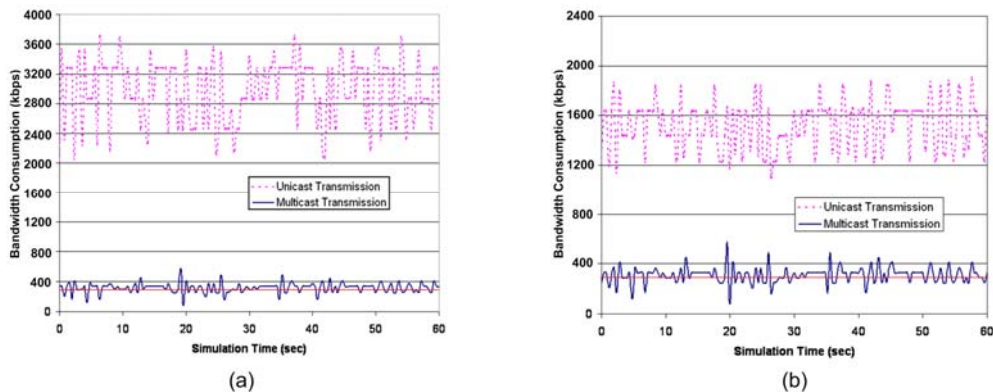 Bandwidth Consumption (kbps)
4000
3600
3200
2800
2400
2000
1600
1200
800
400
0
Unicast Transmission
Multicast Transmission
0 10 20 30 40 50 60
Simulation Time (sec)
(a)
Bandwidth Consumption (kbps)
2400
2000
1600
1200
800
400
0
Unicast Transmission
Multicast Transmission
0 10 20 30 40 50 60
Simulation Time (sec)
(b)